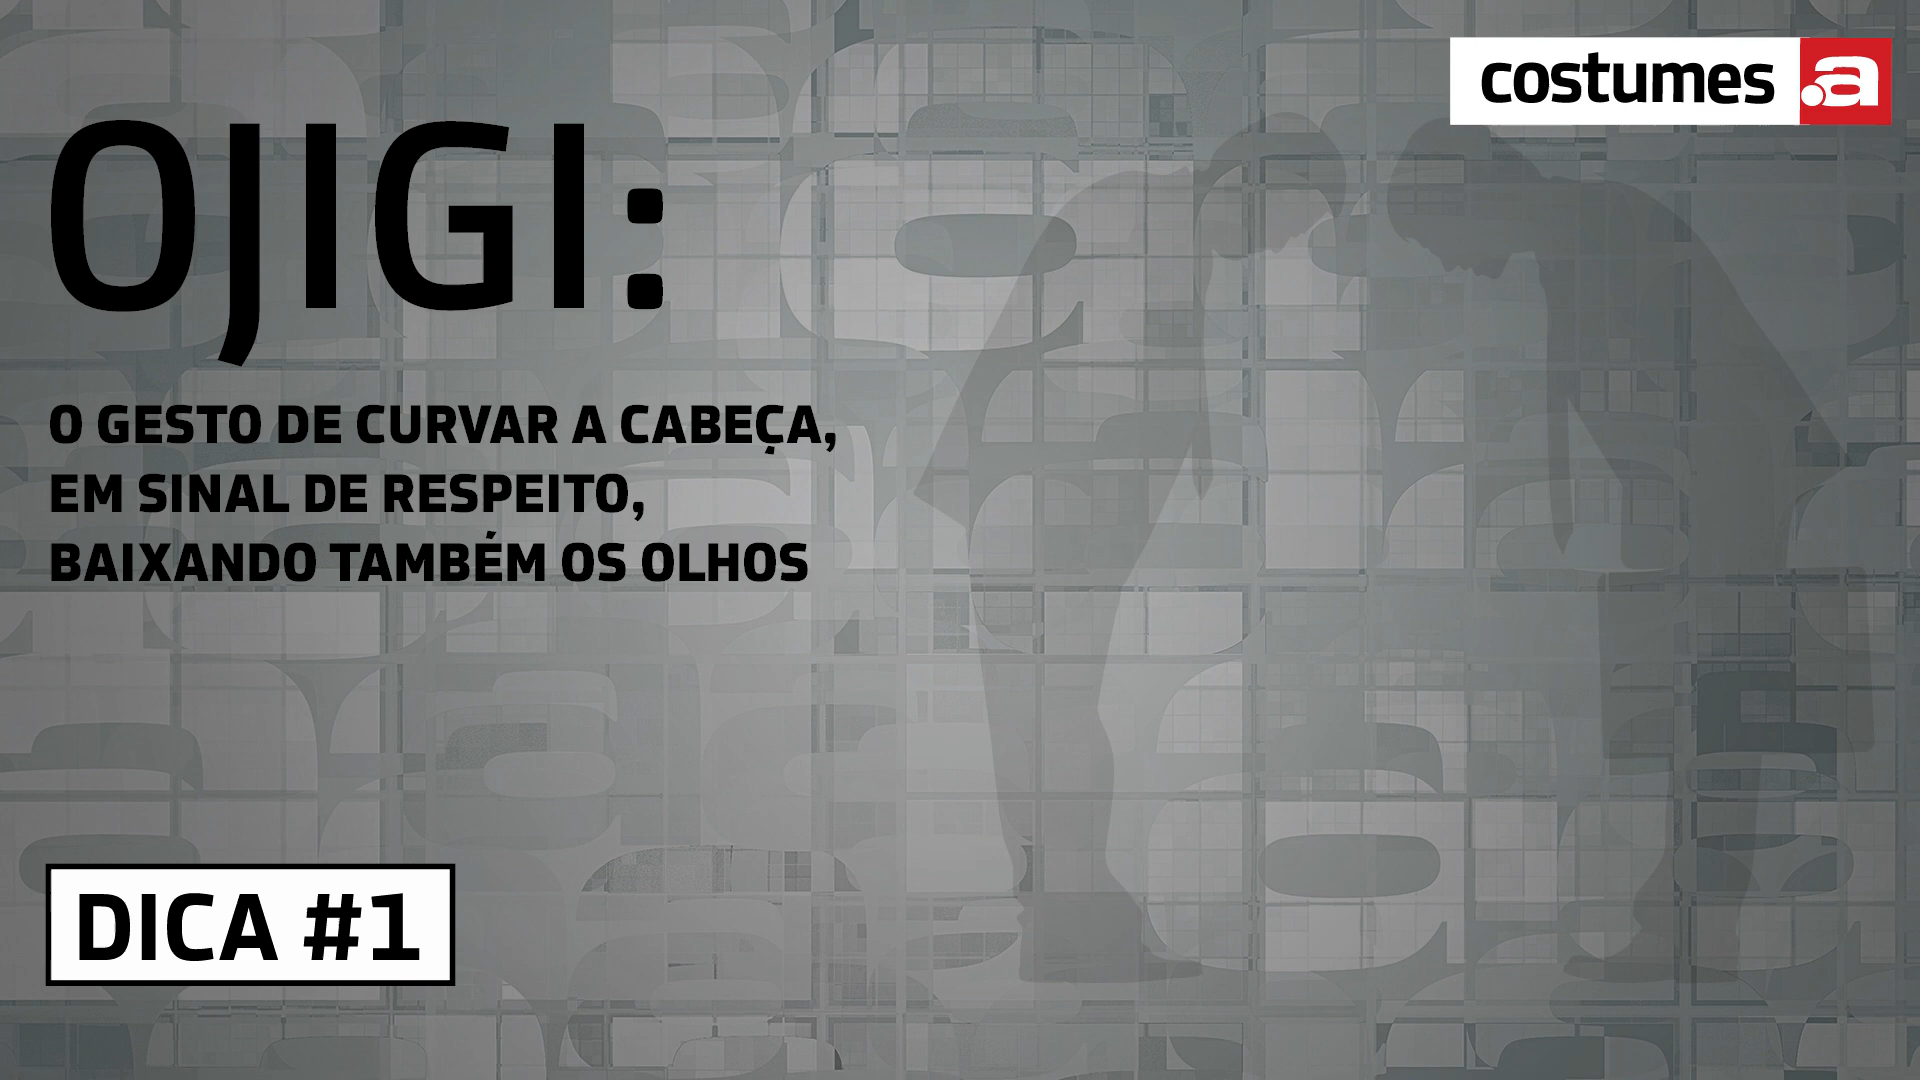 costumes .a
OJIGI:
O GESTO DE CURVAR A CABEÇA,
EM SINAL DE RESPEITO,
BAIXANDO TAMBÉM OS OLHOS
DICA #1